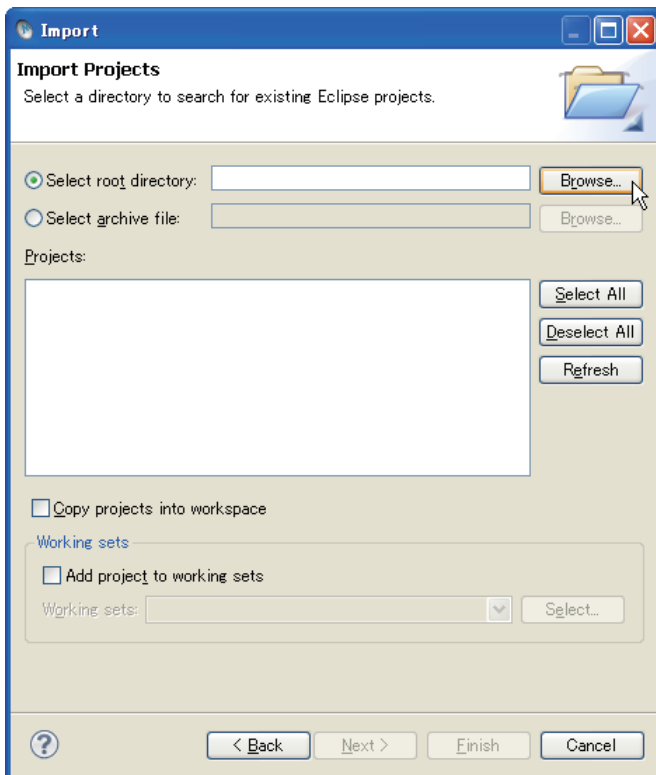 Import
Import Projects
Select a directory to search for existing Eclipse projects.
Select root directory: Browse...
Select archive file: Browse...
Projects:
Select All
Deselect All
Refresh
Copy projects into workspace
Working sets
Add project to working sets
Working sets: Select...
? < Back Next > Finish Cancel